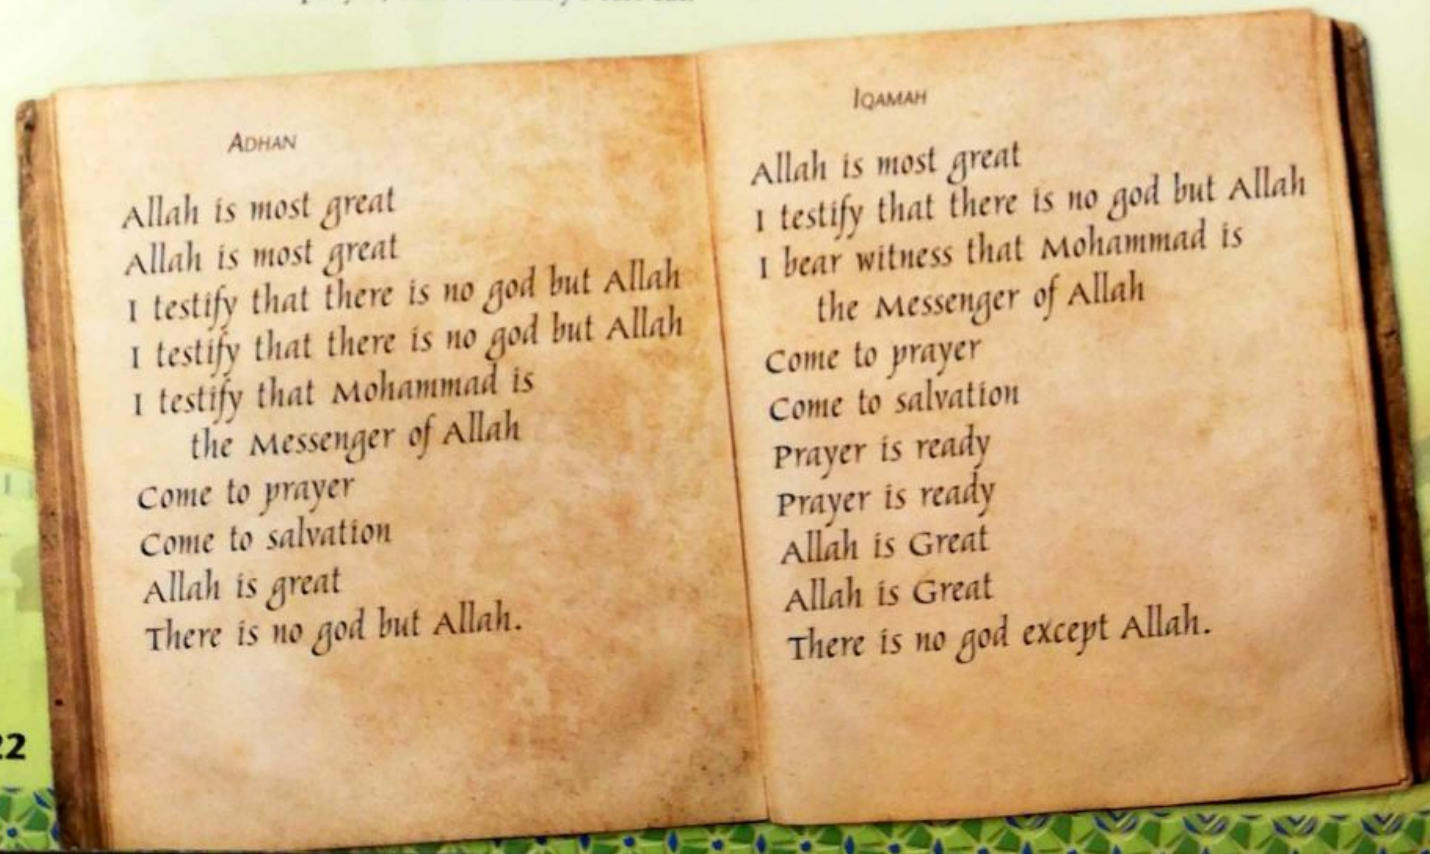 ADHAN
Allah is most great
Allah is most great
I testify that there is no god but Allah
I testify that there is no god but Allah
I testify that Mohammad is
the Messenger of Allah
Come to prayer
Come to salvation
Allah is great
There is no god but Allah.
IQAMAH
Allah is most great
I testify that there is no god but Allah
I bear witness that Mohammad is
the Messenger of Allah
Come to prayer
Come to salvation
Prayer is ready
Prayer is ready
Allah is Great
Allah is Great
There is no god except Allah.
22